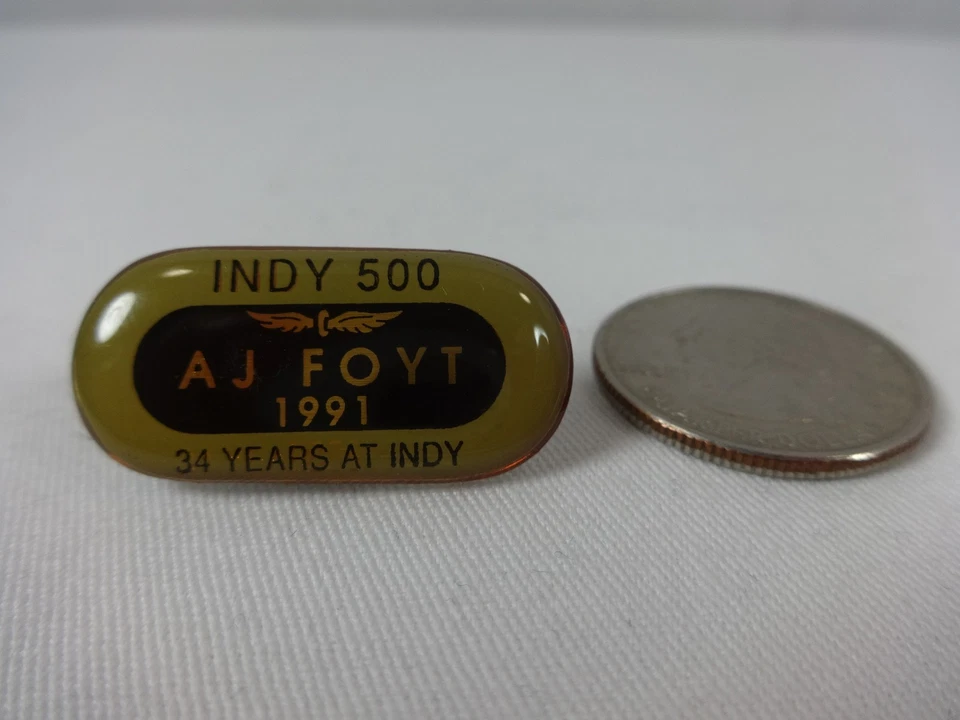 INDY 500
AJ FOYT
1991
34 YEARS AT INDY